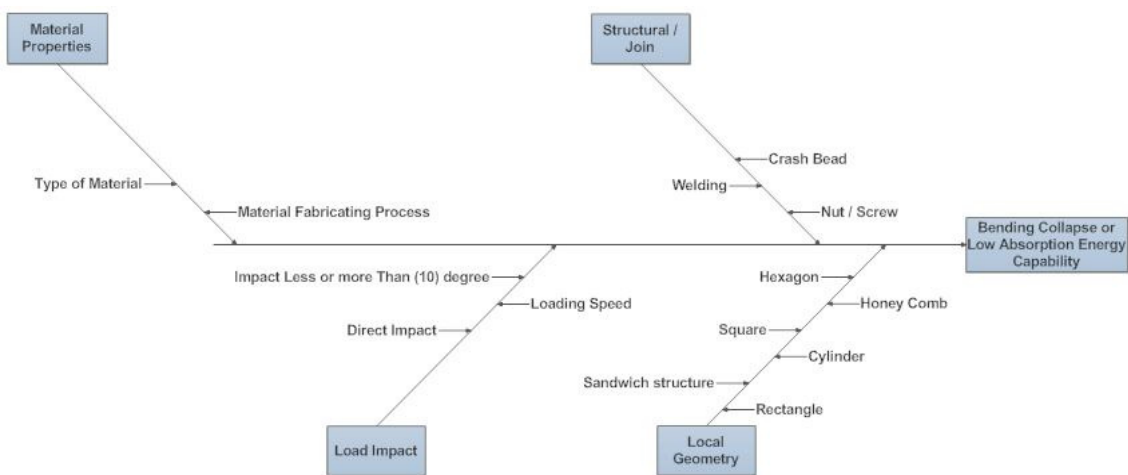 Material
Properties
Structural /
Join
Crash Bead
Type of Material
Welding
Material Fabricating Process
Nut / Screw
Bending Collapse or
Low Absorption Energy
Capability
Impact Less or more Than (10) degree
Hexagon
Loading Speed
Honey Comb
Direct Impact
Square
Cylinder
Sandwich structure
Rectangle
Load Impact
Local
Geometry